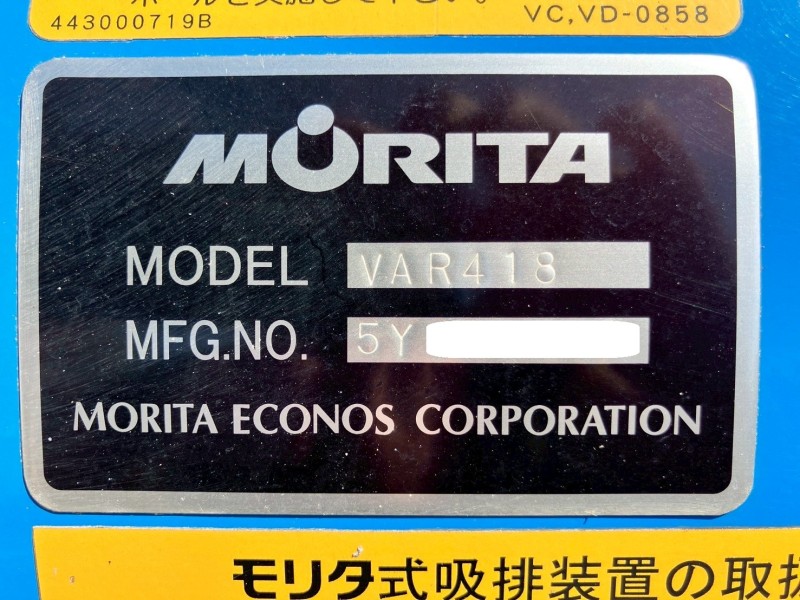 443000719B
VC,VD-0858
MORITA
MODEL VAR418
MFG.NO. 5Y
MORITA ECONOS CORPORATION
モリタ式吸排装置の取扱